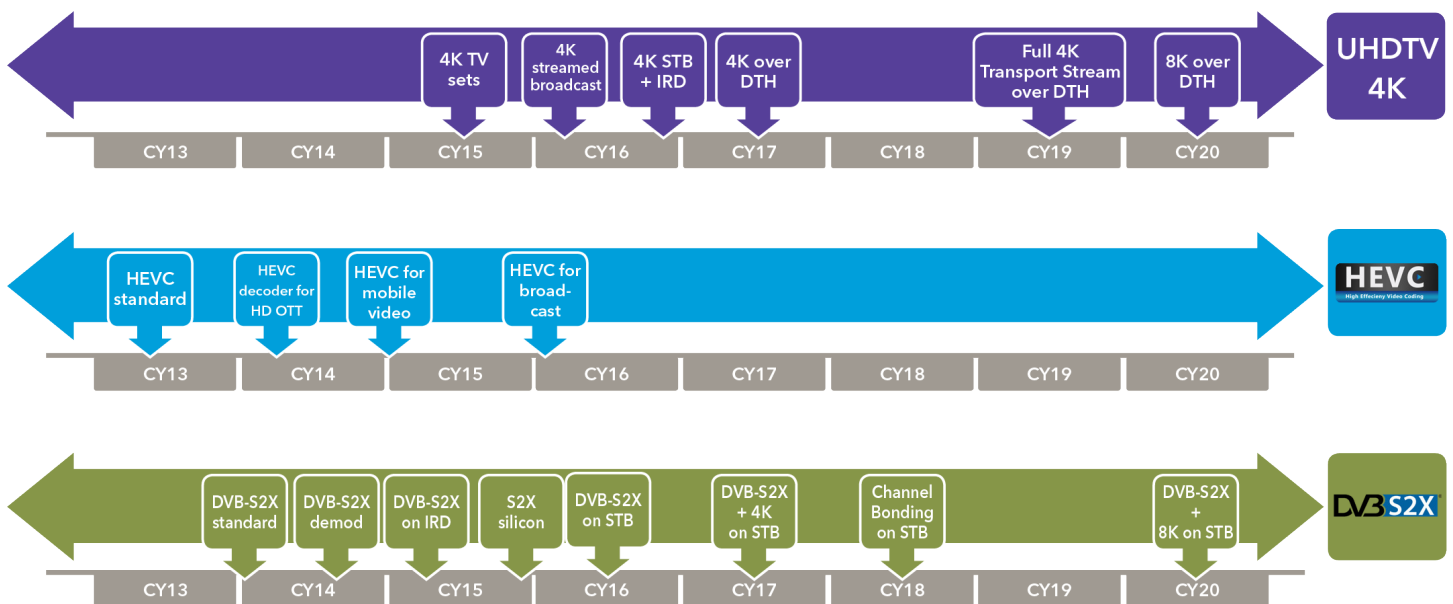 4K TV
sets
4K
streamed
broadcast
4K STB
+ IRD
4K over
DTH
Full 4K
Transport Stream
over DTH
8K over
DTH
UHDTV
4K
CY13 CY14 CY15 CY16 CY17 CY18 CY19 CY20
HEVC
standard
HEVC
decoder for
HD OTT
HEVC for
mobile
video
HEVC for
broad-
cast
HEVC
High Effecieny Video Coding
CY13 CY14 CY15 CY16 CY17 CY18 CY19 CY20
DVB-S2X
standard
DVB-S2X
demod
DVB-S2X
on IRD
S2X
silicon
DVB-S2X
on STB
DVB-S2X
+ 4K
on STB
Channel
Bonding
on STB
DVB-S2X
+
8K on STB
DVB S2X
CY13 CY14 CY15 CY16 CY17 CY18 CY19 CY20